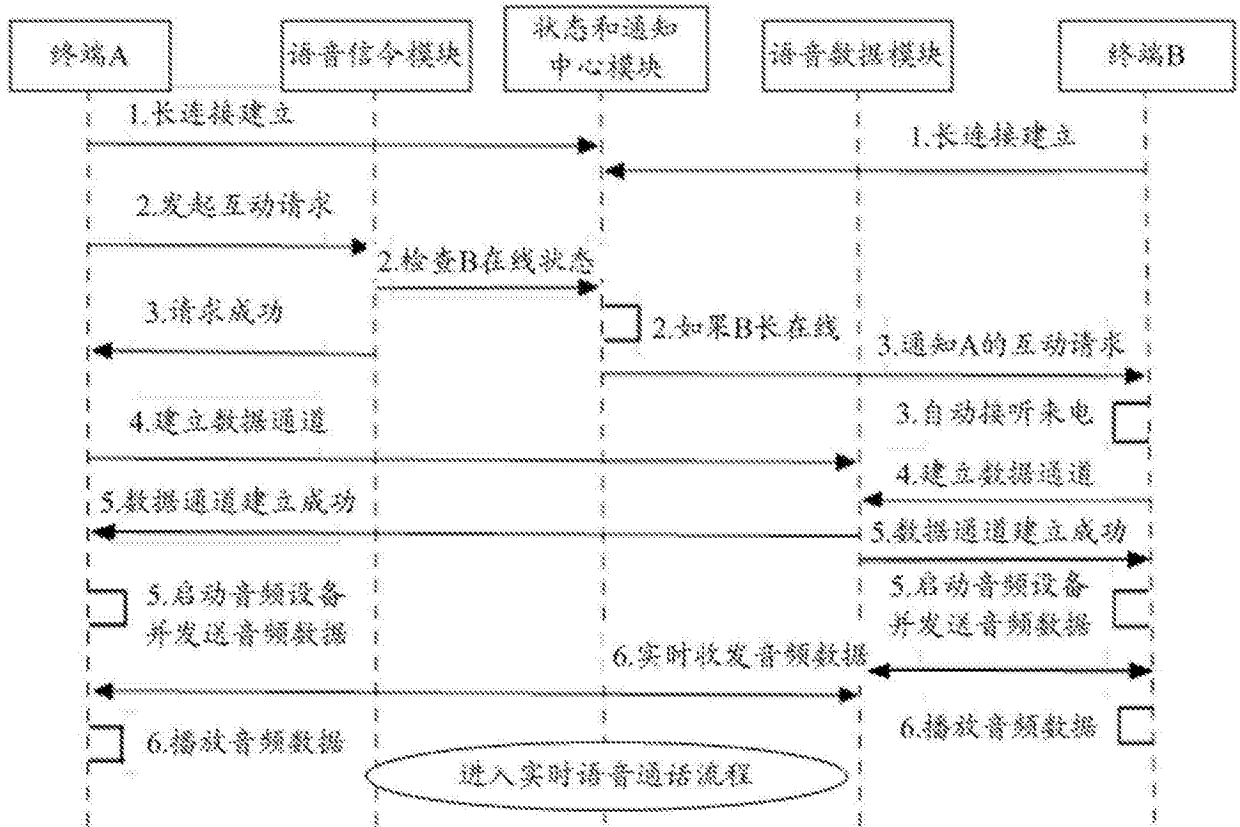 终端A
语音信令模块
状态和通知
中心模块
语音数据模块
终端B
1.长连接建立
1.长连接建立
2.发起互动请求
2.检查B在线状态
3.请求成功
2.如果B长在线
3.通知A的互动请求
4.建立数据通道
3.自动接听来电
4.建立数据通道
5.数据通道建立成功
5.数据通道建立成功
5.启动音频设备
并发送音频数据
5.启动音频设备
并发送音频数据
6.实时收发音频数据
6.播放音频数据
6.播放音频数据
进入实时语音通话流程